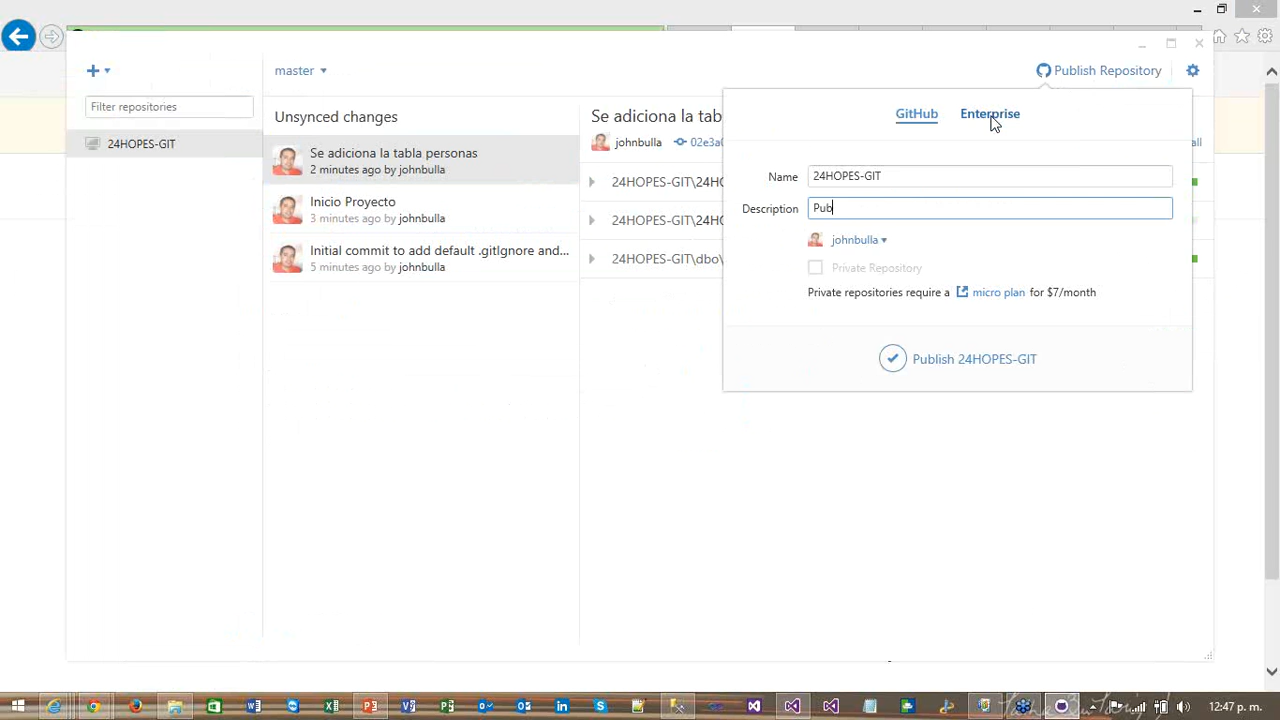 master
Publish Repository
Filter repositories
24HOPES-GIT
Unsynced changes
Se adiciona la tabla personas
2 minutes ago by johnbulla
Inicio Proyecto
3 minutes ago by johnbulla
Initial commit to add default .gitIgnore and...
5 minutes ago by johnbulla
Se adiciona la tab
johnbulla
02e3a
all
24HOPES-GIT\24H
24HOPES-GIT\24H
24HOPES-GIT\dbo\
GitHub
Enterprise
Name
24HOPES-GIT
Description
Pub
johnbulla
Private Repository
Private repositories require a micro plan for $7/month
Publish 24HOPES-GIT
12:47 p. m.